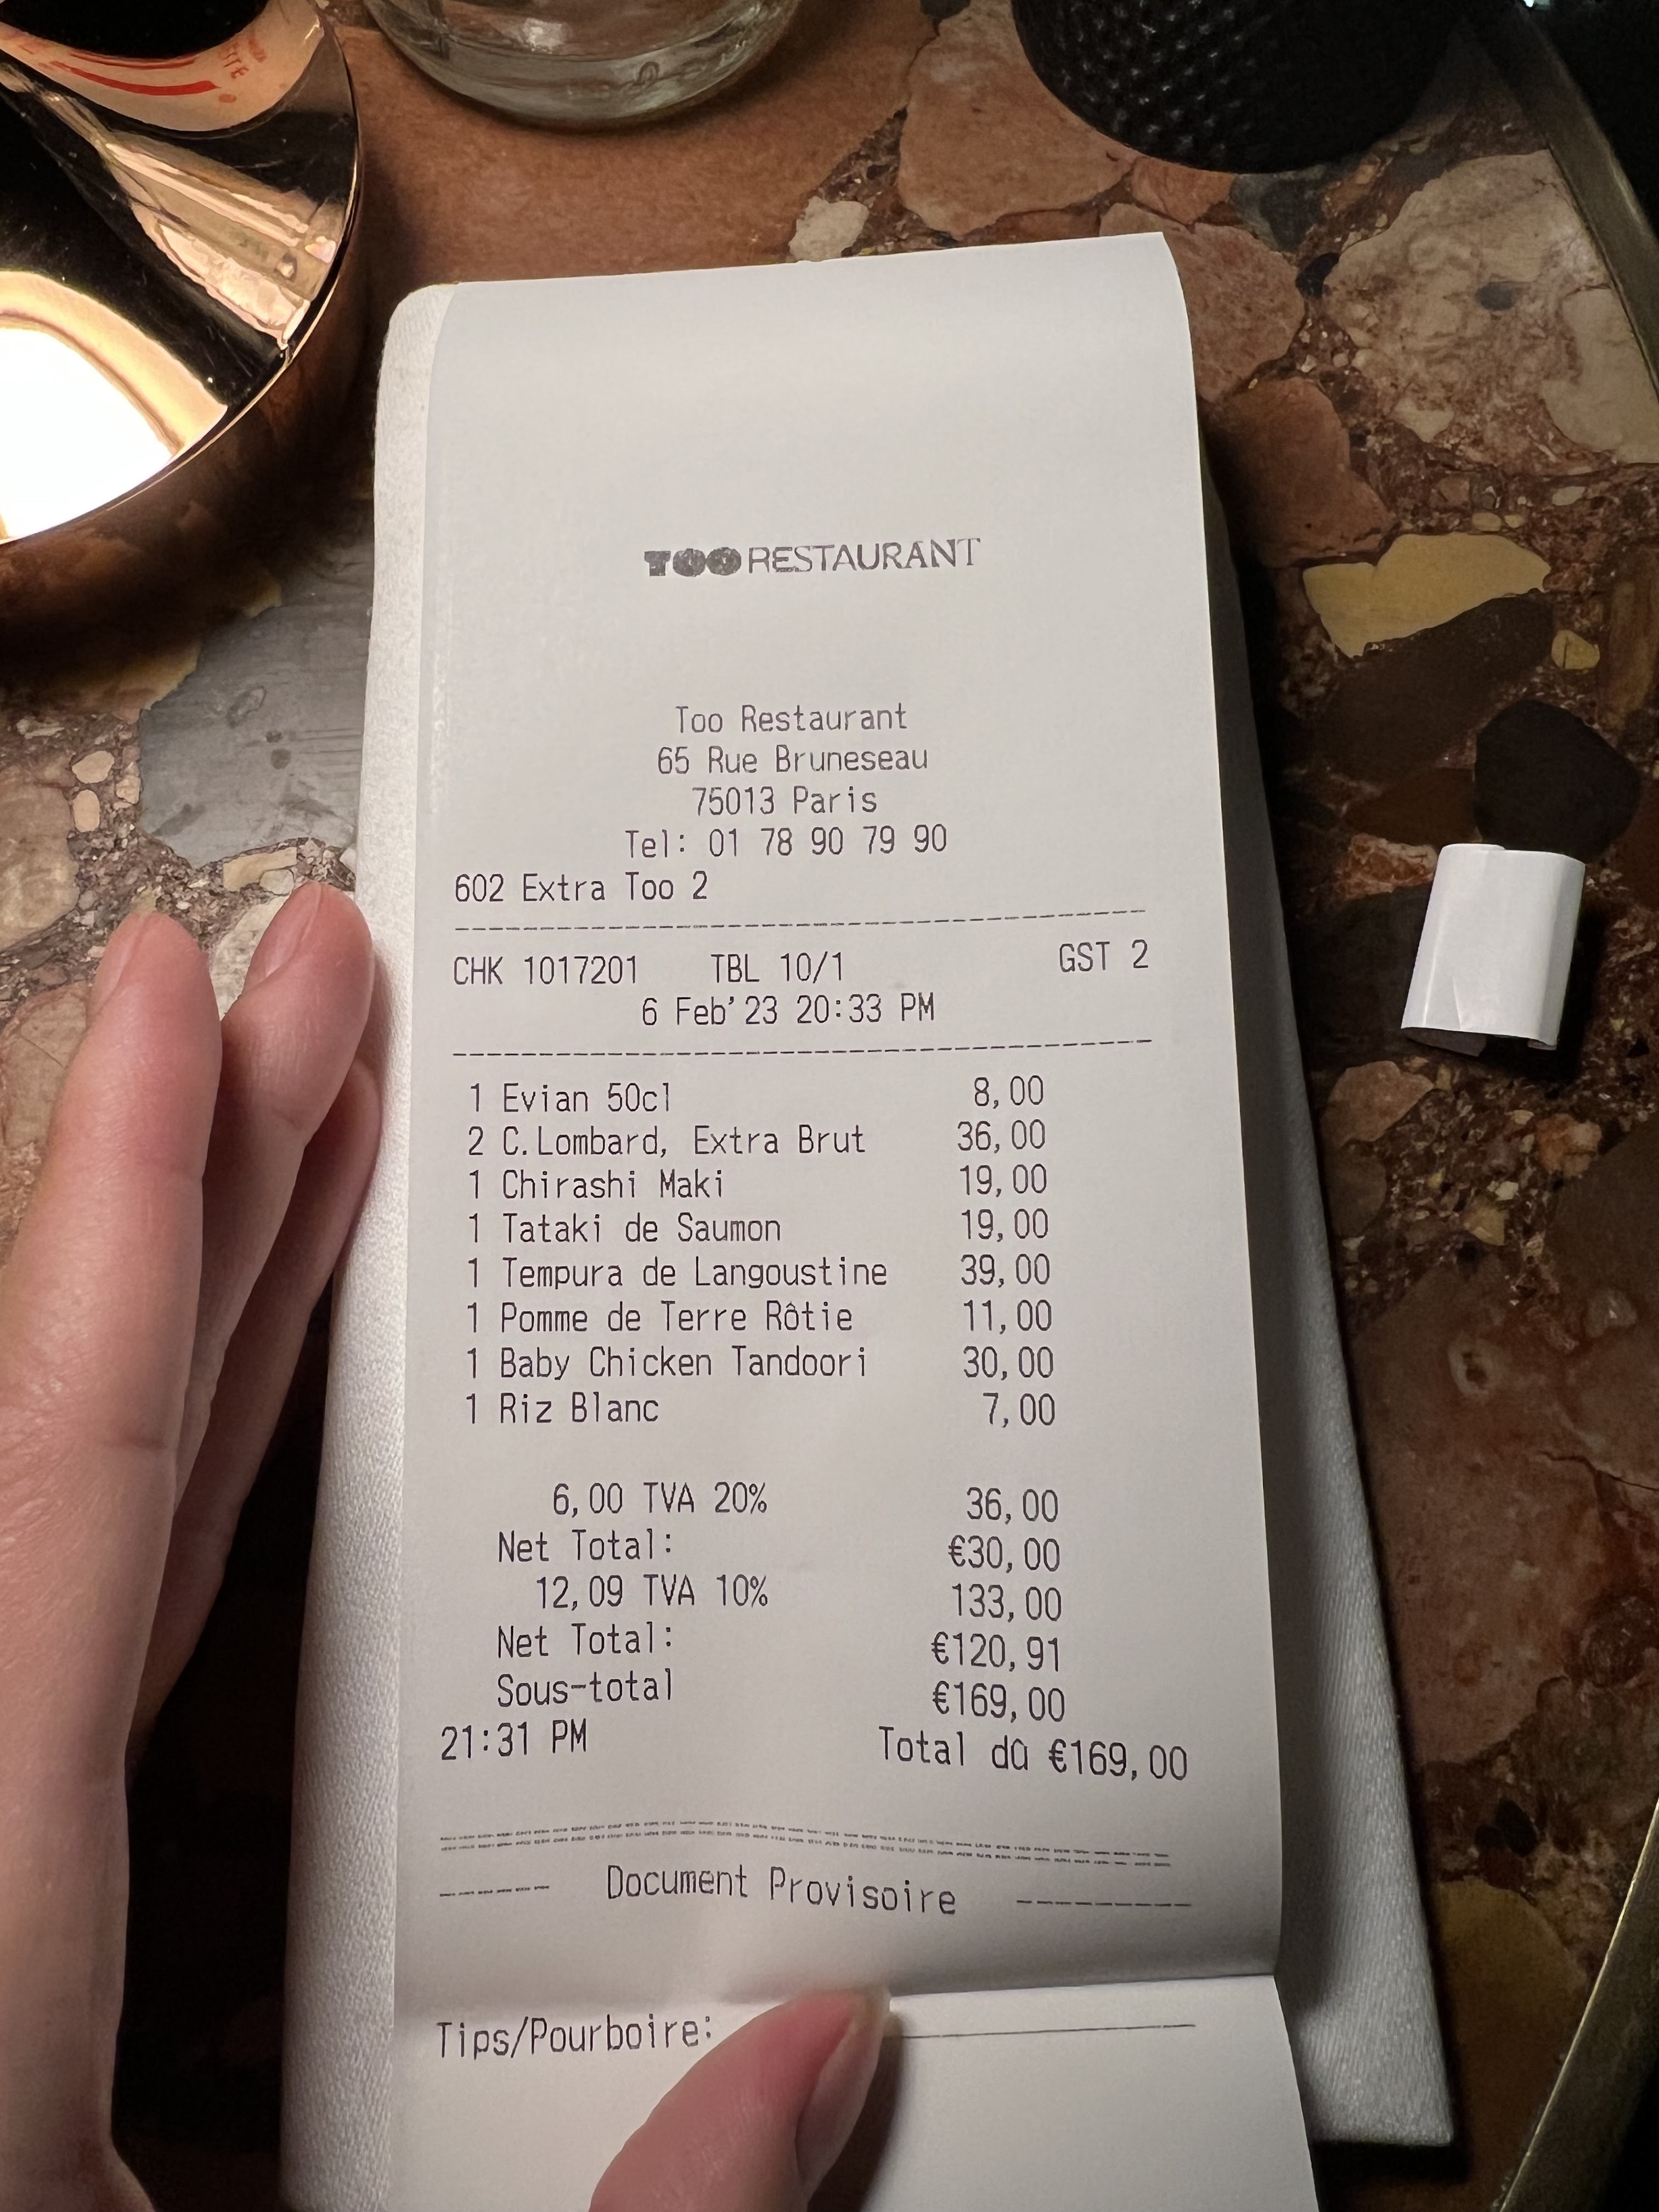 TOO RESTAURANT
Too Restaurant
65 Rue Bruneseau
75013 Paris
Tel: 01 78 90 79 90
602 Extra Too 2
CHK 1017201 TBL 10/1 GST 2
6 Feb'23 20:33 PM
1 Evian 50cl 8,00
2 C.Lombard, Extra Brut 36,00
1 Chirashi Maki 19,00
1 Tataki de Saumon 19,00
1 Tempura de Langoustine 39,00
1 Pomme de Terre Rôtie 11,00
1 Baby Chicken Tandoori 30,00
1 Riz Blanc 7,00
6,00 TVA 20% 36,00
Net Total: €30,00
12,09 TVA 10% 133,00
Net Total: €120,91
Sous-total €169,00
21:31 PM Total dû €169,00
Document Provisoire
Tips/Pourboire: